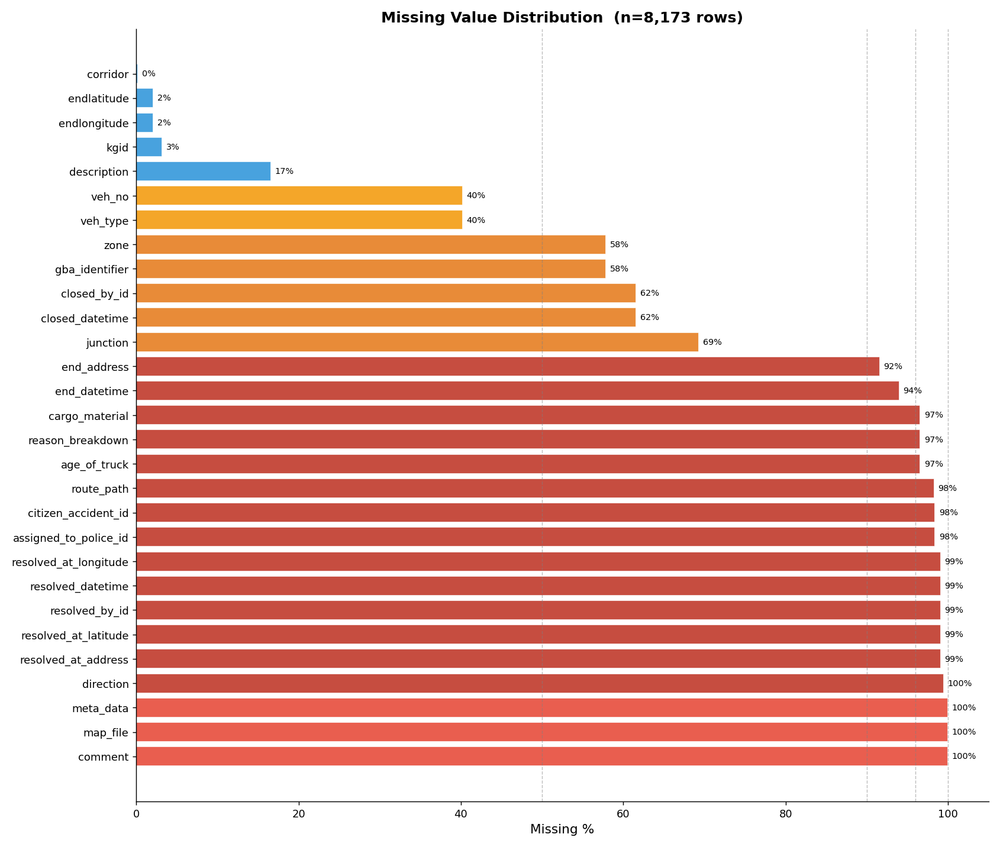 Missing Value Distribution  (n=8,173 rows)
corridor 0%
endlatitude 2%
endlongitude 2%
kgid 3%
description 17%
veh_no 40%
veh_type 40%
zone 58%
gba_identifier 58%
closed_by_id 62%
closed_datetime 62%
junction 69%
end_address 92%
end_datetime 94%
cargo_material 97%
reason_breakdown 97%
age_of_truck 97%
route_path 98%
citizen_accident_id 98%
assigned_to_police_id 98%
resolved_at_longitude 99%
resolved_datetime 99%
resolved_by_id 99%
resolved_at_latitude 99%
resolved_at_address 99%
direction 100%
meta_data 100%
map_file 100%
comment 100%
0 20 40 60 80 100
Missing %